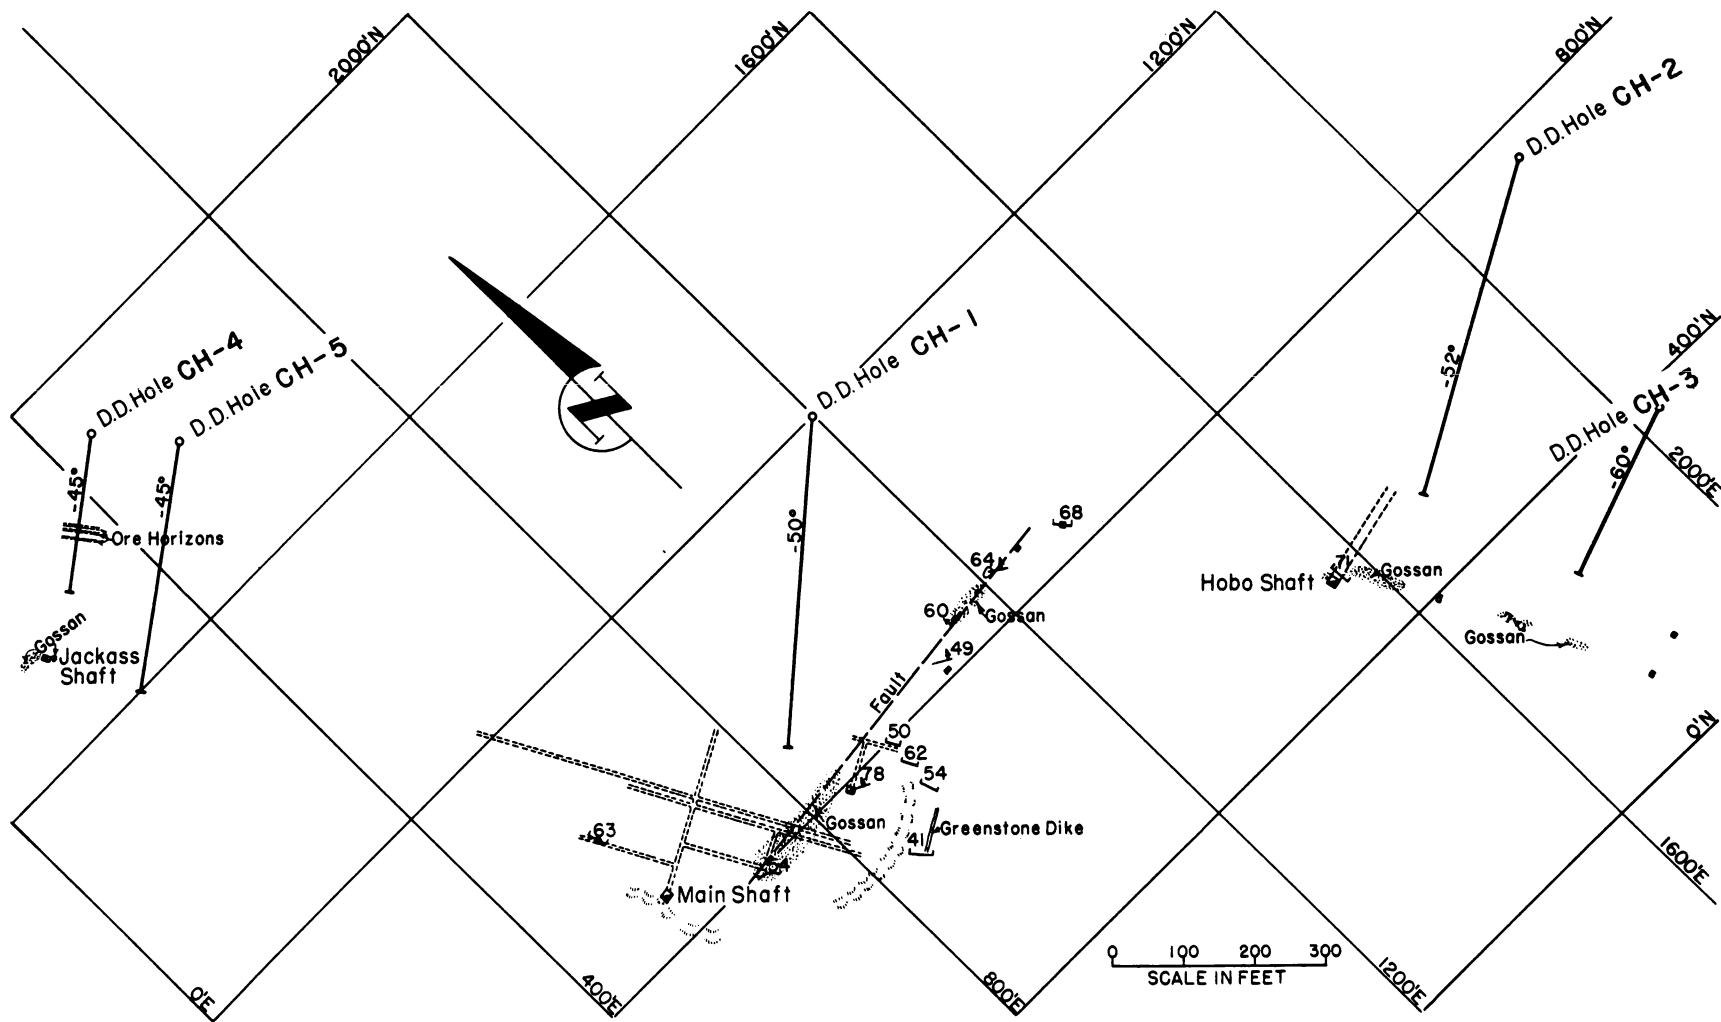 2000'N
1600'N
1200'N
800'N
D.D. Hole CH-2
400'N
D.D. Hole CH-4
D.D. Hole CH-5
D.D. Hole CH-1
D.D. Hole CH-3
N
-52°
-60°
2000'E
-45°
-45°
-50°
Ore Horizons
68
64
60
Gossan
49
Hobo Shaft
72
Gossan
Gossan
Gossan
Jackass
Shaft
Fault
50
62
54
78
63
Gossan
41
Greenstone Dike
Main Shaft
0'N
1600'E
0 100 200 300
SCALE IN FEET
0'E
400'E
800'E
1200'E